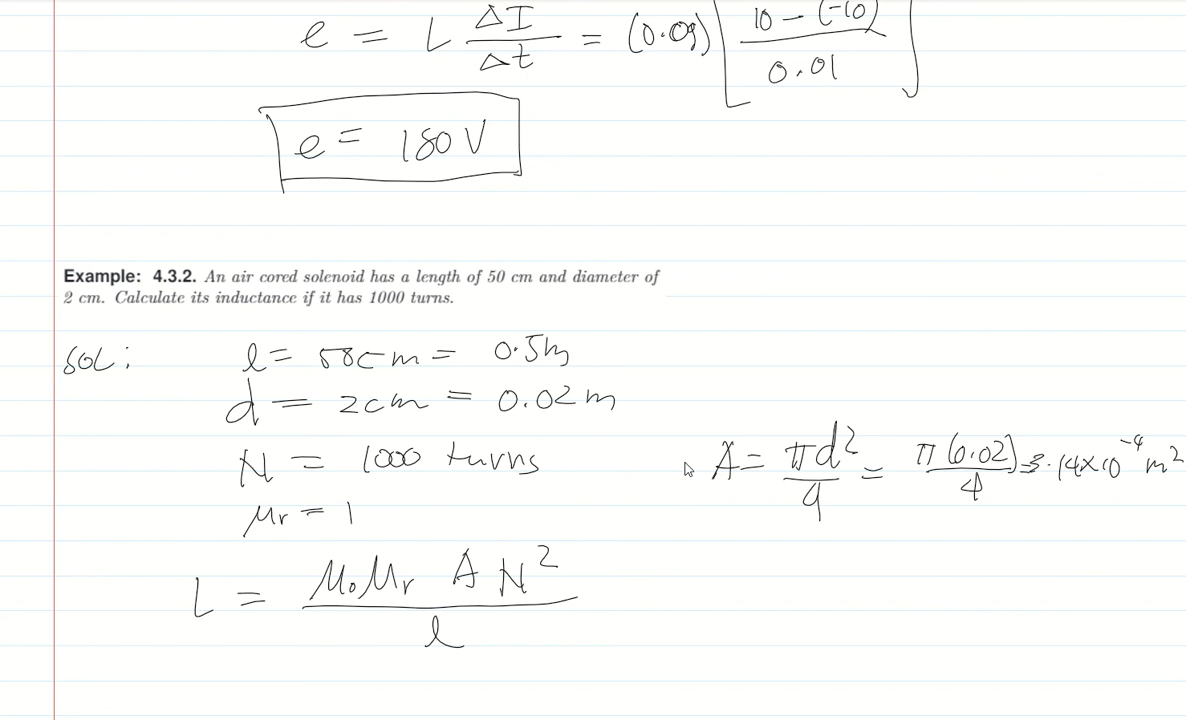 e = L ΔI/Δt = (0.09) [10 - (-10) / 0.01]
e = 180 V
Example: 4.3.2. An air cored solenoid has a length of 50 cm and diameter of
2 cm. Calculate its inductance if it has 1000 turns.
SOL: l = 50cm = 0.5m
d = 2cm = 0.02m
N = 1000 turns
A = πd²/4 = π(0.02)/4 = 3.14×10⁻⁴ m²
μr = 1
L = μ₀μr A N² / l